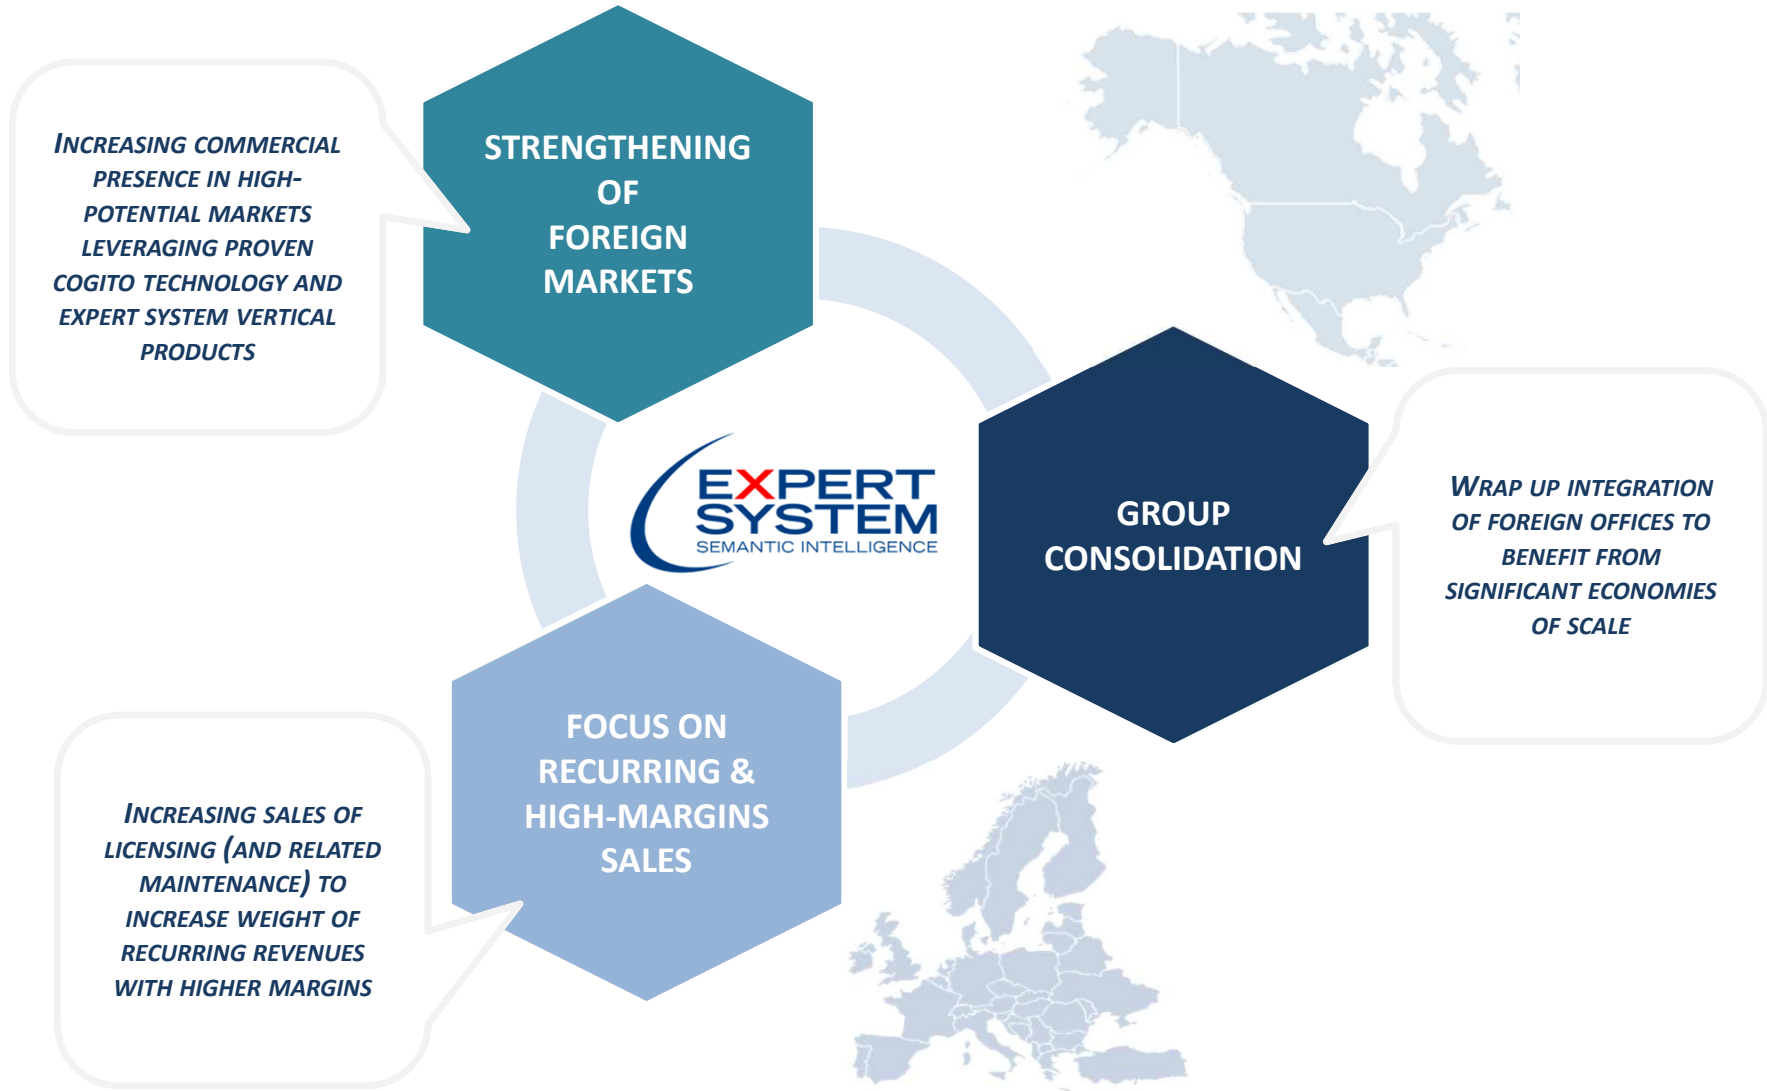 INCREASING COMMERCIAL
PRESENCE IN HIGH-
POTENTIAL MARKETS
LEVERAGING PROVEN
COGITO TECHNOLOGY AND
EXPERT SYSTEM VERTICAL
PRODUCTS
STRENGTHENING
OF
FOREIGN
MARKETS
EXPERT
SYSTEM
SEMANTIC INTELLIGENCE
GROUP
CONSOLIDATION
WRAP UP INTEGRATION
OF FOREIGN OFFICES TO
BENEFIT FROM
SIGNIFICANT ECONOMIES
OF SCALE
FOCUS ON
RECURRING &
HIGH-MARGINS
SALES
INCREASING SALES OF
LICENSING (AND RELATED
MAINTENANCE) TO
INCREASE WEIGHT OF
RECURRING REVENUES
WITH HIGHER MARGINS